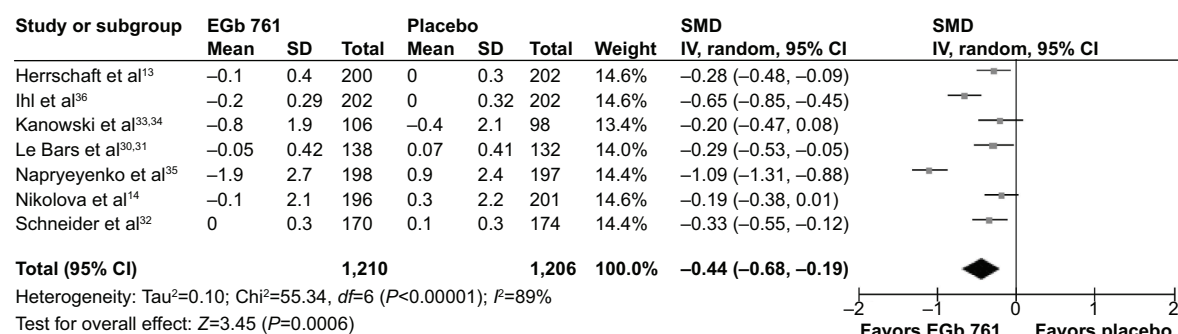 Study or subgroup EGb 761 Placebo SMD SMD
Mean SD Total Mean SD Total Weight IV, random, 95% CI IV, random, 95% CI
Herrschaft et al13 –0.1 0.4 200 0 0.3 202 14.6% –0.28 (–0.48, –0.09)
Ihl et al36 –0.2 0.29 202 0 0.32 202 14.6% –0.65 (–0.85, –0.45)
Kanowski et al33,34 –0.8 1.9 106 –0.4 2.1 98 13.4% –0.20 (–0.47, 0.08)
Le Bars et al30,31 –0.05 0.42 138 0.07 0.41 132 14.0% –0.29 (–0.53, –0.05)
Napryeyenko et al35 –1.9 2.7 198 0.9 2.4 197 14.4% –1.09 (–1.31, –0.88)
Nikolova et al14 –0.1 2.1 196 0.3 2.2 201 14.6% –0.19 (–0.38, 0.01)
Schneider et al32 0 0.3 170 0.1 0.3 174 14.4% –0.33 (–0.55, –0.12)
Total (95% CI) 1,210 1,206 100.0% –0.44 (–0.68, –0.19)
Heterogeneity: Tau2=0.10; Chi2=55.34, df=6 (P<0.00001); I2=89%
–2 –1 0 1 2
Test for overall effect: Z=3.45 (P=0.0006)
Favors EGb 761 Favors placebo